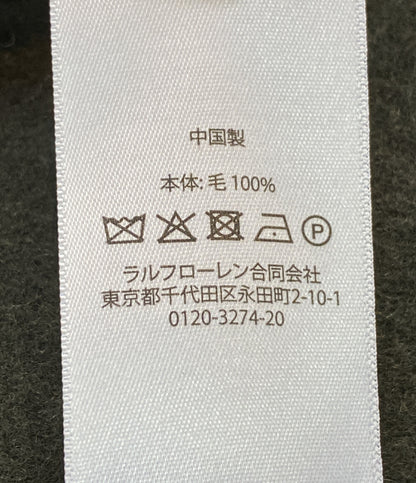 中国製
本体: 毛 100%
P
ラルフローレン合同会社
東京都千代田区永田町2-10-1
0120-3274-20